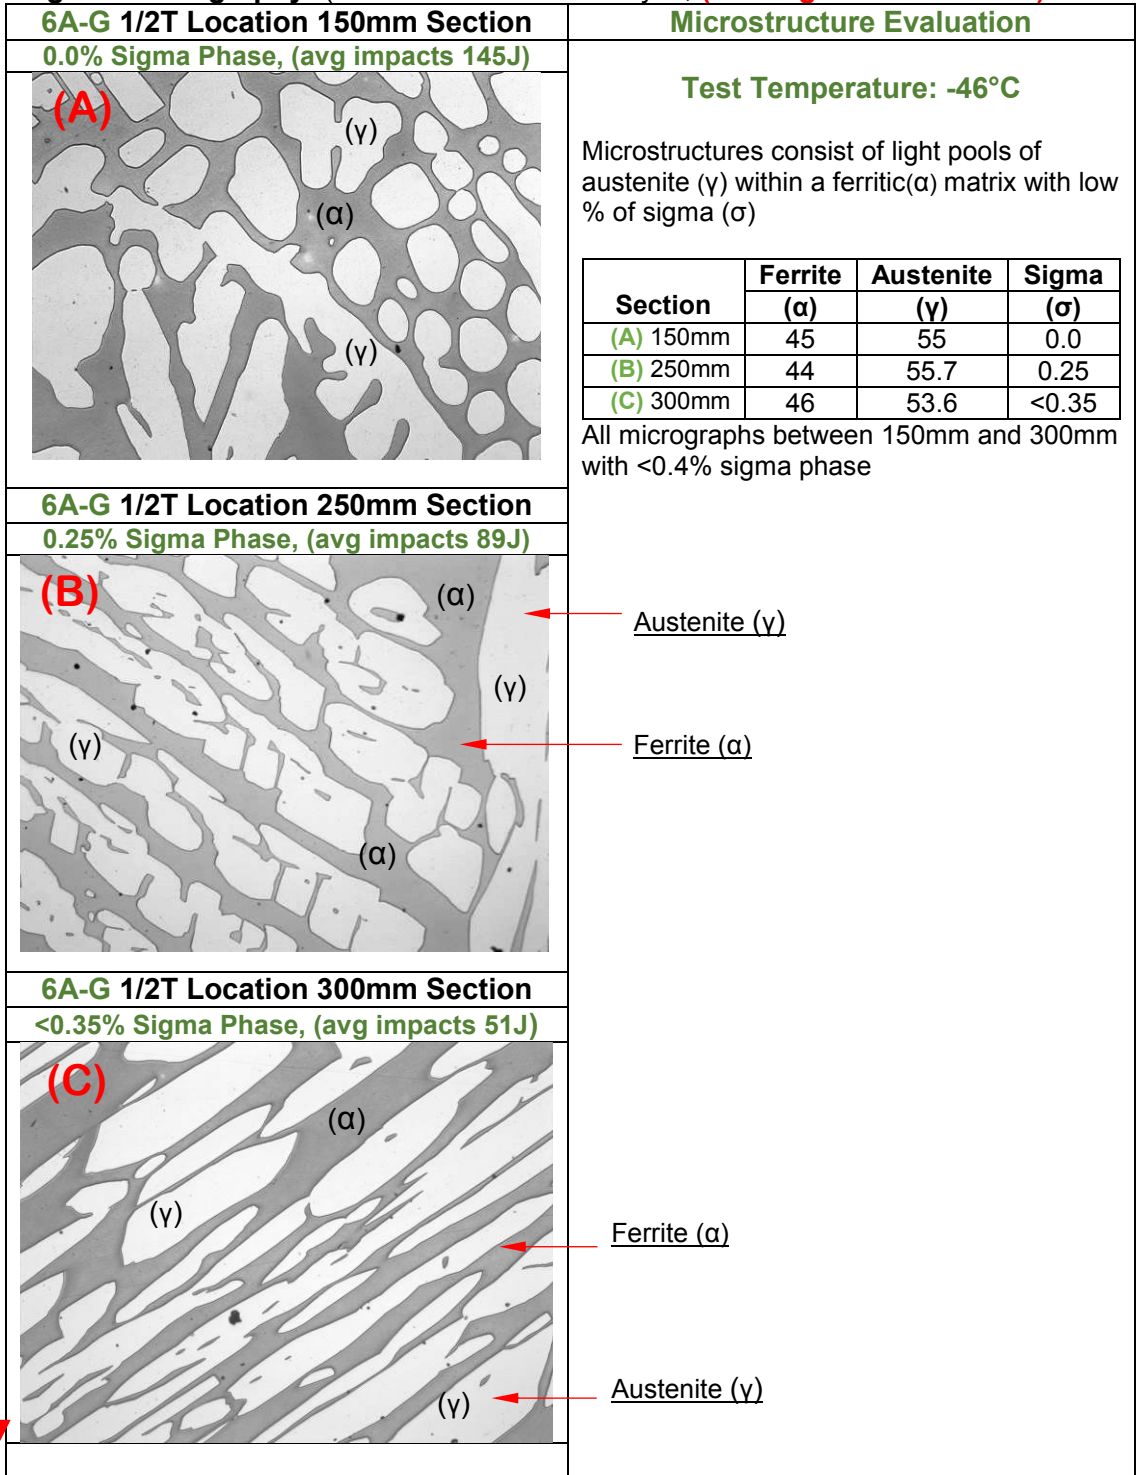 6A-G 1/2T Location 150mm Section
0.0% Sigma Phase, (avg impacts 145J)
(A)
(γ)
(α)
(γ)
6A-G 1/2T Location 250mm Section
0.25% Sigma Phase, (avg impacts 89J)
(B)
(α)
(γ)
(γ)
(α)
6A-G 1/2T Location 300mm Section
<0.35% Sigma Phase, (avg impacts 51J)
(C)
(α)
(γ)
(γ)
Microstructure Evaluation
Test Temperature: -46°C
Microstructures consist of light pools of
austenite (γ) within a ferritic(α) matrix with low
% of sigma (σ)
Section Ferrite Austenite Sigma
(α) (γ) (σ)
(A) 150mm 45 55 0.0
(B) 250mm 44 55.7 0.25
(C) 300mm 46 53.6 <0.35
All micrographs between 150mm and 300mm
with <0.4% sigma phase
Austenite (γ)
Ferrite (α)
Ferrite (α)
Austenite (γ)